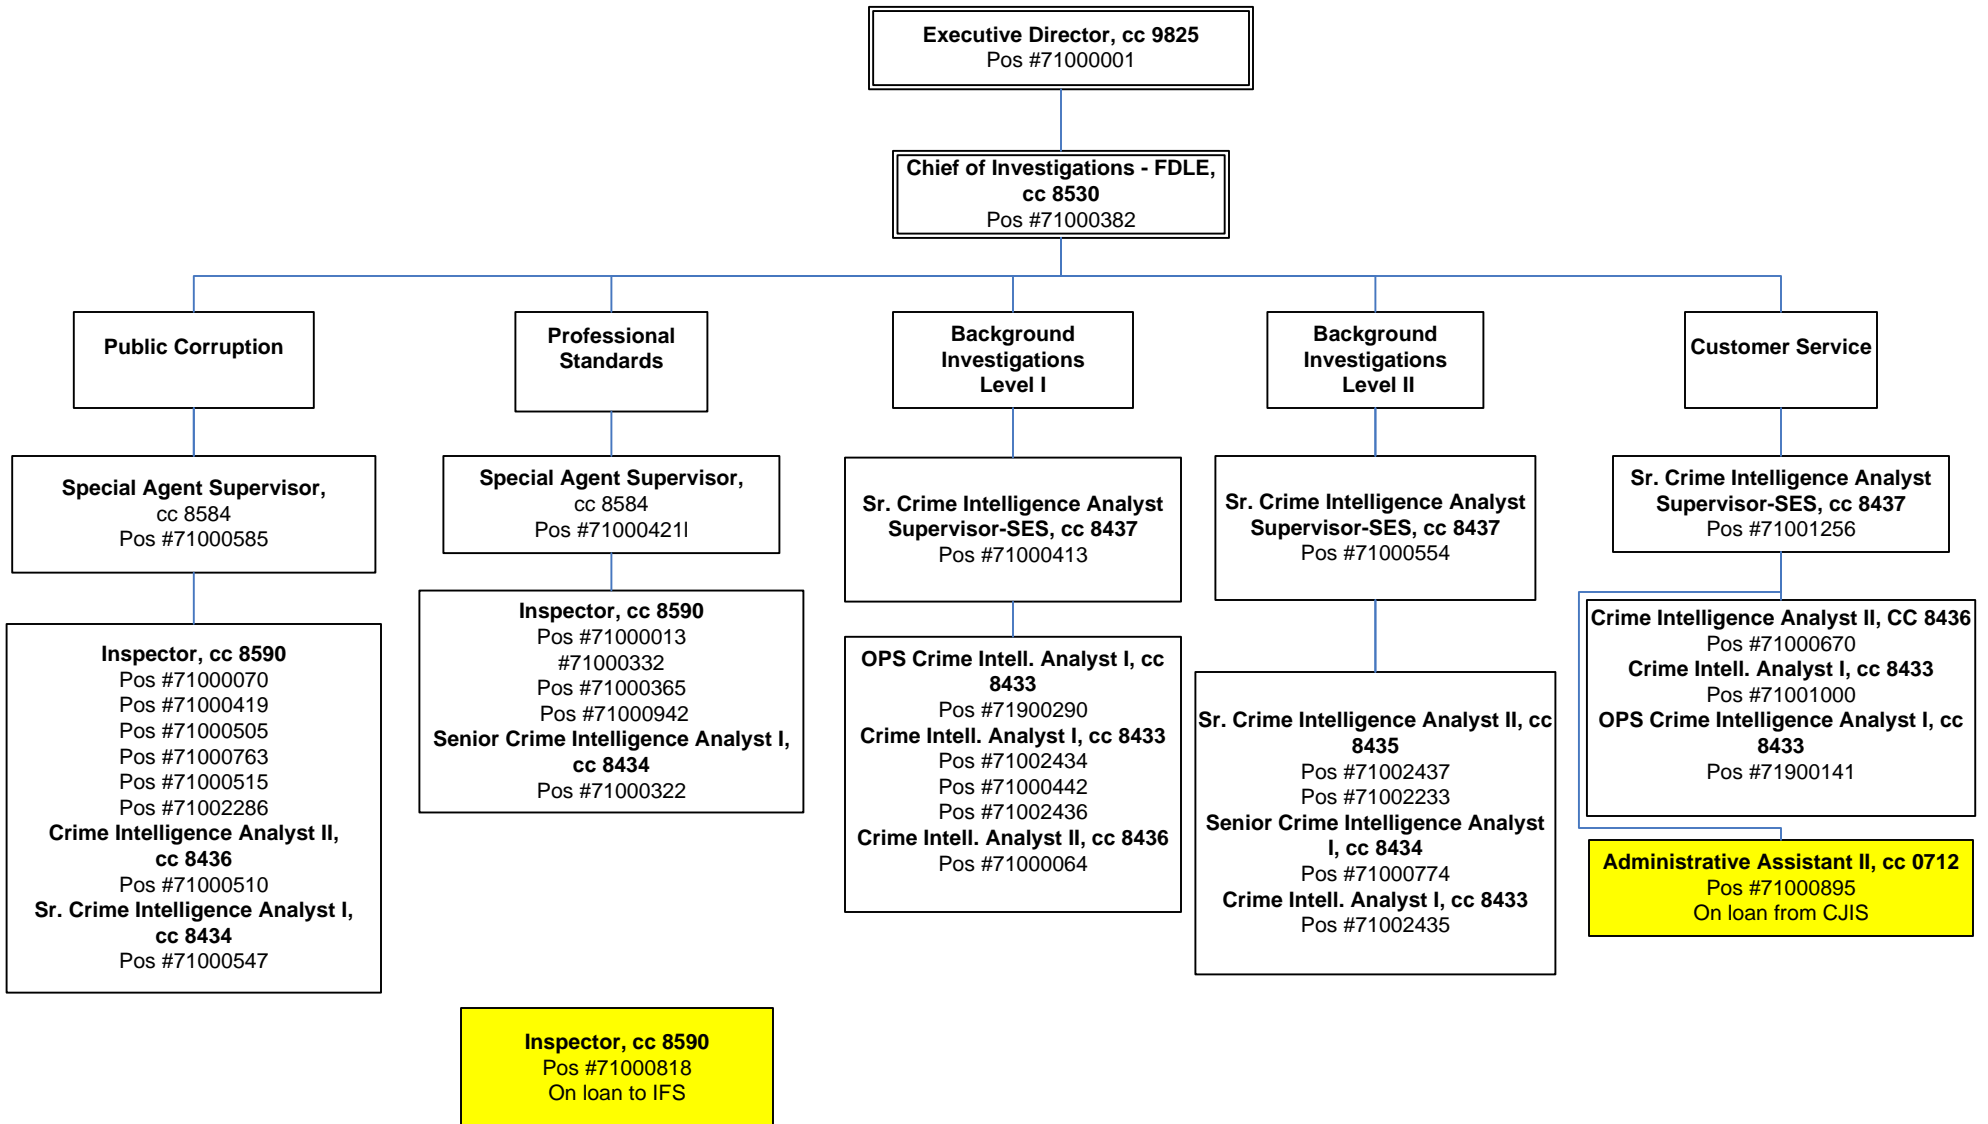 Executive Director, cc 9825
Pos #71000001
Chief of Investigations - FDLE,
cc 8530
Pos #71000382
Public Corruption
Professional
Standards
Background
Investigations
Level I
Background
Investigations
Level II
Customer Service
Special Agent Supervisor,
cc 8584
Pos #71000585
Special Agent Supervisor,
cc 8584
Pos #71000421l
Sr. Crime Intelligence Analyst
Supervisor-SES, cc 8437
Pos #71000413
Sr. Crime Intelligence Analyst
Supervisor-SES, cc 8437
Pos #71000554
Sr. Crime Intelligence Analyst
Supervisor-SES, cc 8437
Pos #71001256
Inspector, cc 8590
Pos #71000070
Pos #71000419
Pos #71000505
Pos #71000763
Pos #71000515
Pos #71002286
Crime Intelligence Analyst II,
cc 8436
Pos #71000510
Sr. Crime Intelligence Analyst I,
cc 8434
Pos #71000547
Inspector, cc 8590
Pos #71000013
#71000332
Pos #71000365
Pos #71000942
Senior Crime Intelligence Analyst I,
cc 8434
Pos #71000322
OPS Crime Intell. Analyst I, cc
8433
Pos #71900290
Crime Intell. Analyst I, cc 8433
Pos #71002434
Pos #71000442
Pos #71002436
Crime Intell. Analyst II, cc 8436
Pos #71000064
Sr. Crime Intelligence Analyst II, cc
8435
Pos #71002437
Pos #71002233
Senior Crime Intelligence Analyst
I, cc 8434
Pos #71000774
Crime Intell. Analyst I, cc 8433
Pos #71002435
Crime Intelligence Analyst II, CC 8436
Pos #71000670
Crime Intell. Analyst I, cc 8433
Pos #71001000
OPS Crime Intelligence Analyst I, cc
8433
Pos #71900141
Administrative Assistant II, cc 0712
Pos #71000895
On loan from CJIS
Inspector, cc 8590
Pos #71000818
On loan to IFS